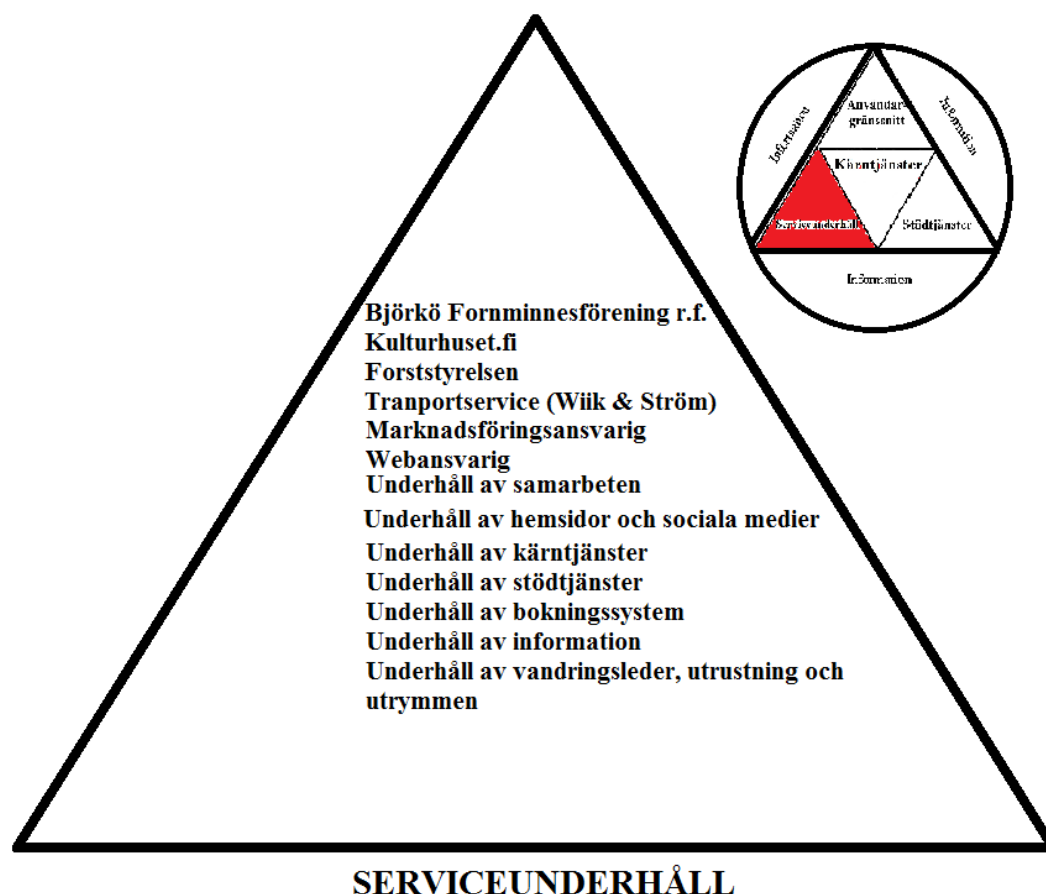 Information
Information
Användar-
gränssnitt
Kärntjänster
Serviceunderhåll
Stödtjänster
Information
Björkö Fornminnesförening r.f.
Kulturhuset.fi
Forststyrelsen
Tranportservice (Wiik & Ström)
Marknadsföringsansvarig
Webansvarig
Underhåll av samarbeten
Underhåll av hemsidor och sociala medier
Underhåll av kärntjänster
Underhåll av stödtjänster
Underhåll av bokningssystem
Underhåll av information
Underhåll av vandringsleder, utrustning och
utrymmen
SERVICEUNDERHÅLL